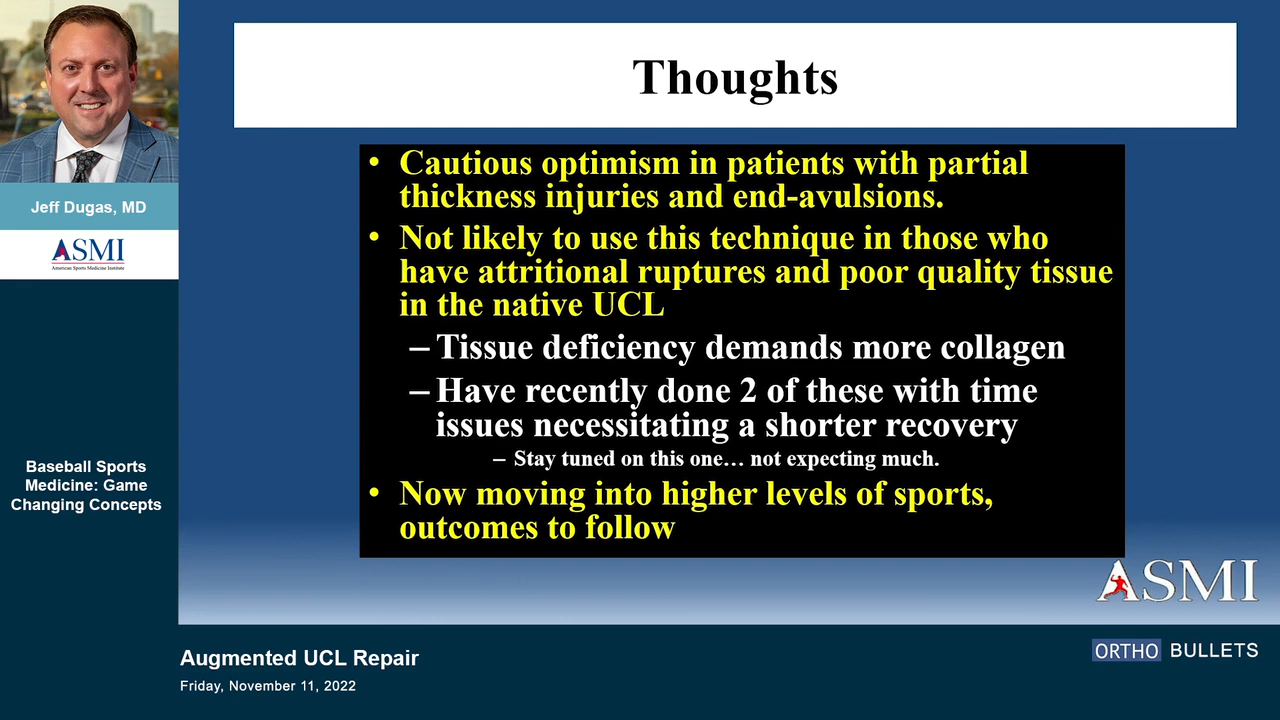 Thoughts
• Cautious optimism in patients with partial
thickness injuries and end-avulsions.
• Not likely to use this technique in those who
have attritional ruptures and poor quality tissue
in the native UCL
– Tissue deficiency demands more collagen
– Have recently done 2 of these with time
issues necessitating a shorter recovery
– Stay tuned on this one… not expecting much.
• Now moving into higher levels of sports,
outcomes to follow
ASMI
Jeff Dugas, MD
ASMI
American Sports Medicine Institute
Baseball Sports
Medicine: Game
Changing Concepts
Augmented UCL Repair
Friday, November 11, 2022
ORTHO BULLETS